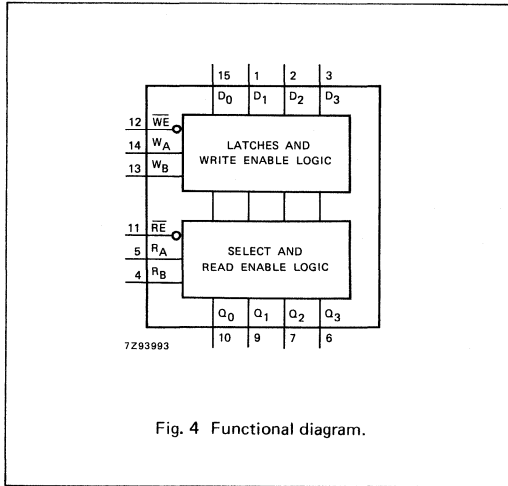 15 1 2 3
D0 D1 D2 D3
12 WE
14 WA
13 WB
LATCHES AND
WRITE ENABLE LOGIC
11 RE
5 RA
4 RB
SELECT AND
READ ENABLE LOGIC
Q0 Q1 Q2 Q3
7Z93993
10 9 7 6
Fig. 4 Functional diagram.